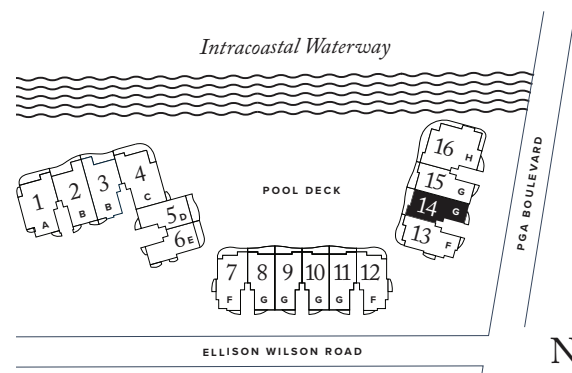 Intracoastal Waterway
16 H
15 G
14 G
13 F
PGA BOULEVARD
POOL DECK
1 A
2 B
3 B
4 C
5 D
6 E
7 F
8 G
9 G
10 G
11 G
12 F
ELLISON WILSON ROAD
N